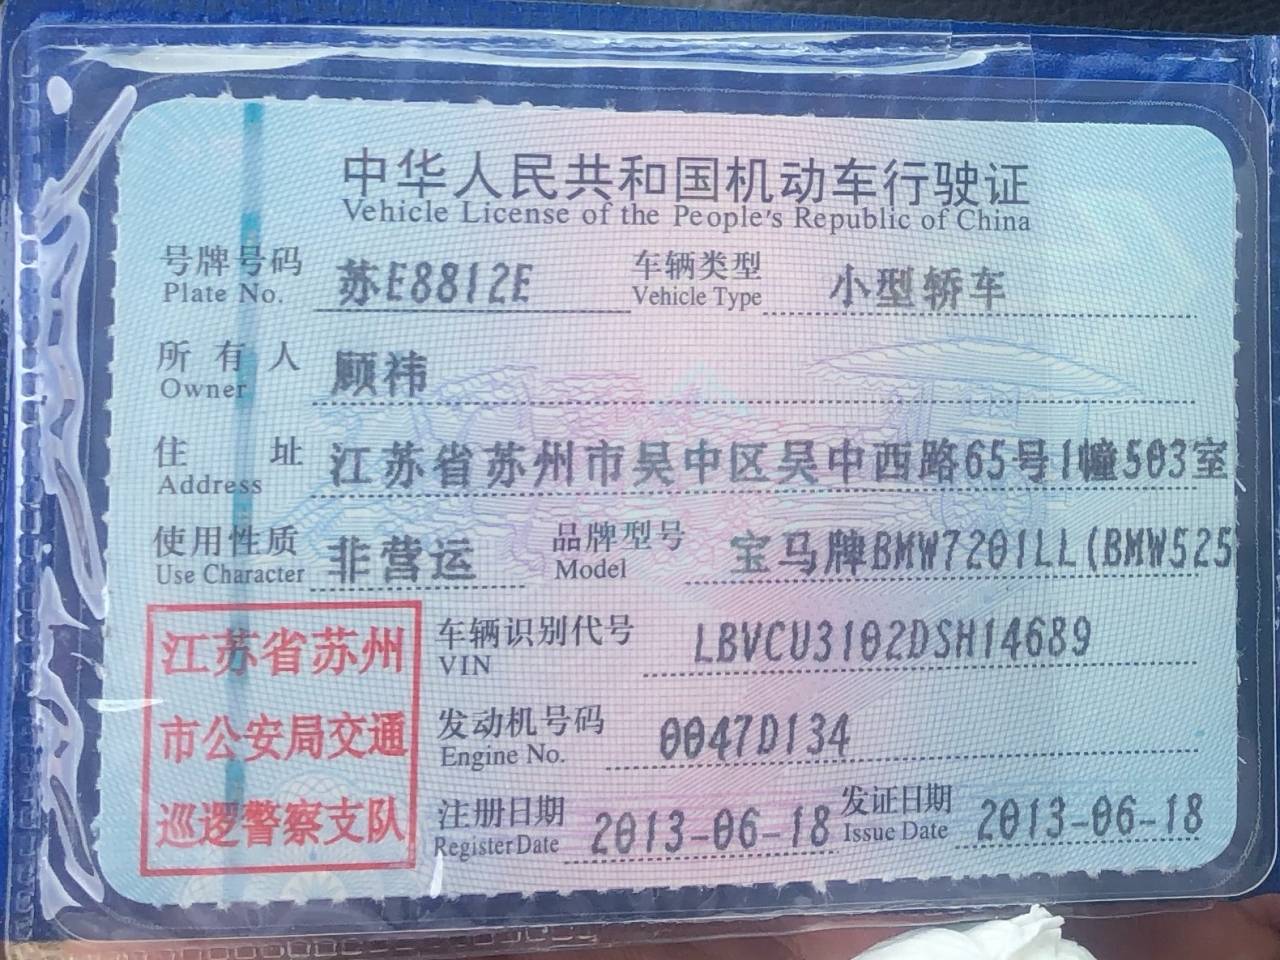 中华人民共和国机动车行驶证
Vehicle License of the People's Republic of China
号牌号码 苏E8812E 车辆类型 小型轿车
Plate No. Vehicle Type
所有人 顾祎
Owner
住址 江苏省苏州市吴中区吴中西路65号1幢503室
Address
使用性质 非营运 品牌型号 宝马牌BMW7201LL(BMW525
Use Character Model
江苏省苏州
市公安局交通
巡逻警察支队
车辆识别代号 LBVCU3102DSH14689
VIN
发动机号码 0047D134
Engine No.
注册日期 2013-06-18 发证日期 2013-06-18
Register Date Issue Date